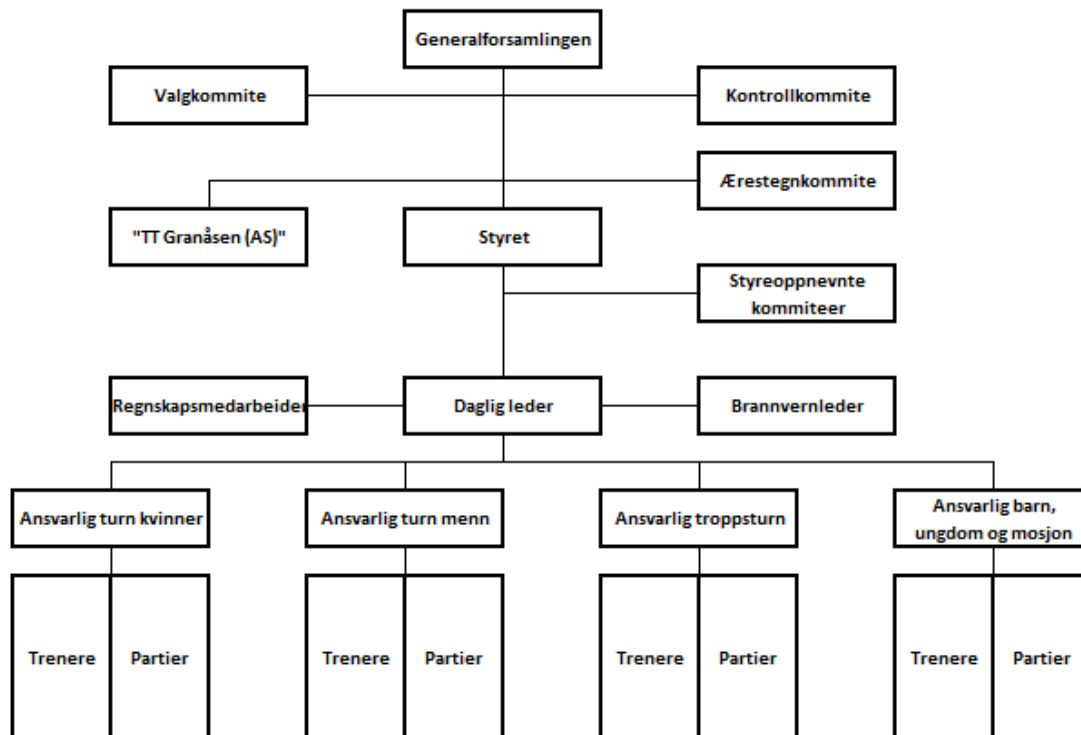 Generalforsamlingen
Valgkommite
Kontrollkommite
Ærestegnkommite
"TT Granåsen (AS)"
Styret
Styreoppnevnte
kommiteer
Regnskapsmedarbeider
Daglig leder
Brannvernleder
Ansvarlig turn kvinner
Ansvarlig turn menn
Ansvarlig troppsturn
Ansvarlig barn,
ungdom og mosjon
Trenere
Partier
Trenere
Partier
Trenere
Partier
Trenere
Partier